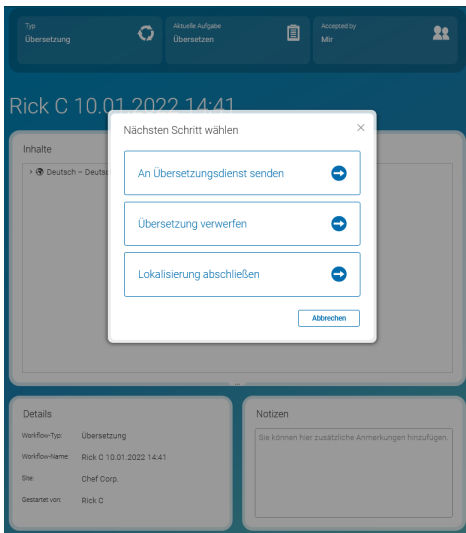 Typ
Übersetzung
Aktuelle Aufgabe
Übersetzen
Accepted by
Mir
Rick C 10.01.2022 14:41
Nächsten Schritt wählen
Inhalte
Deutsch – Deuts
An Übersetzungsdienst senden
Übersetzung verwerfen
Lokalisierung abschließen
Abbrechen
Details
Workflow-Typ: Übersetzung
Workflow-Name: Rick C 10.01.2022 14:41
Site: Chef Corp.
Gestartet von: Rick C
Notizen
Sie können hier zusätzliche Anmerkungen hinzufügen.